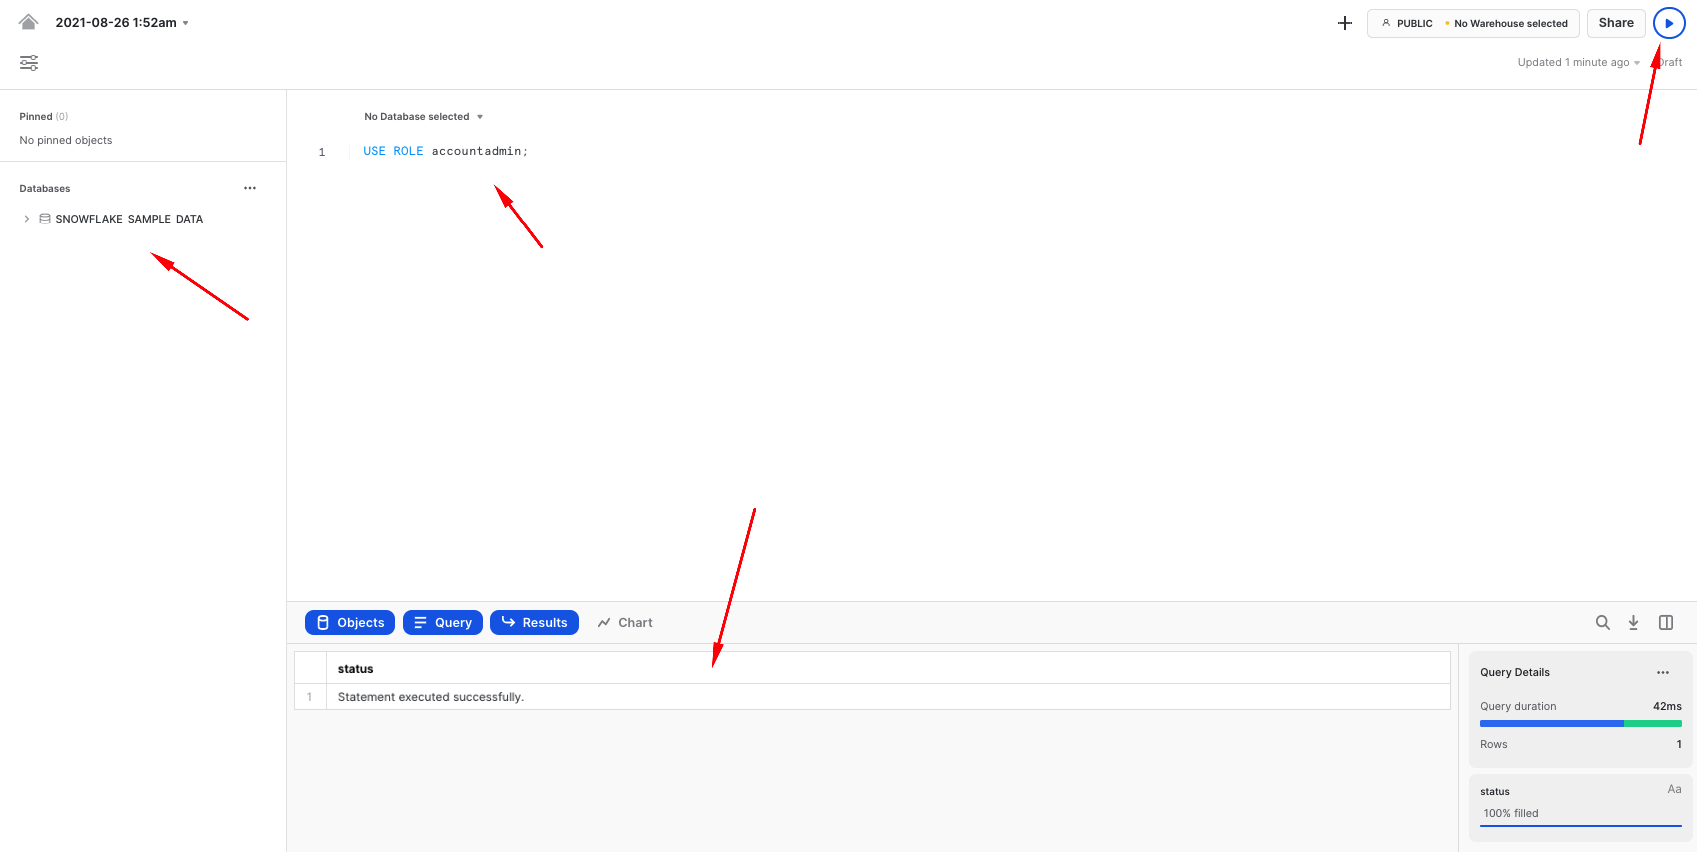 2021-08-26 1:52am
PUBLIC No Warehouse selected
Share
Updated 1 minute ago
Draft
Pinned (0)
No pinned objects
Databases
SNOWFLAKE_SAMPLE_DATA
No Database selected
1 USE ROLE accountadmin;
Objects Query Results Chart
status
1 Statement executed successfully.
Query Details
Query duration 42ms
Rows 1
status Aa
100% filled